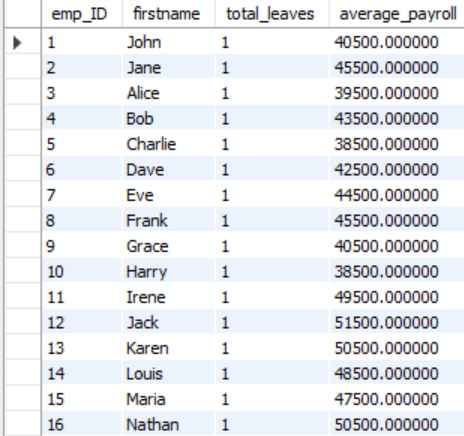 emp_ID firstname total_leaves average_payroll
1 John 1 40500.000000
2 Jane 1 45500.000000
3 Alice 1 39500.000000
4 Bob 1 43500.000000
5 Charlie 1 38500.000000
6 Dave 1 42500.000000
7 Eve 1 44500.000000
8 Frank 1 45500.000000
9 Grace 1 40500.000000
10 Harry 1 38500.000000
11 Irene 1 49500.000000
12 Jack 1 51500.000000
13 Karen 1 50500.000000
14 Louis 1 48500.000000
15 Maria 1 47500.000000
16 Nathan 1 50500.000000